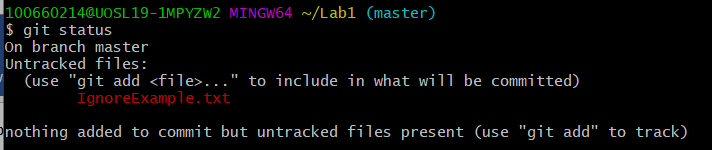 100660214@UOSL19-1MPYZW2 MINGW64 ~/Lab1 (master)
$ git status
On branch master
Untracked files:
  (use "git add <file>..." to include in what will be committed)
        IgnoreExample.txt
nothing added to commit but untracked files present (use "git add" to track)